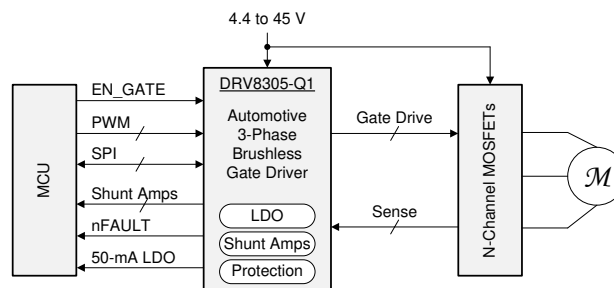 4.4 to 45 V
DRV8305-Q1
Automotive
3-Phase
Brushless
Gate Driver
LDO
Shunt Amps
Protection
MCU
EN_GATE
PWM
SPI
Shunt Amps
nFAULT
50-mA LDO
Gate Drive
Sense
N-Channel MOSFETs
M